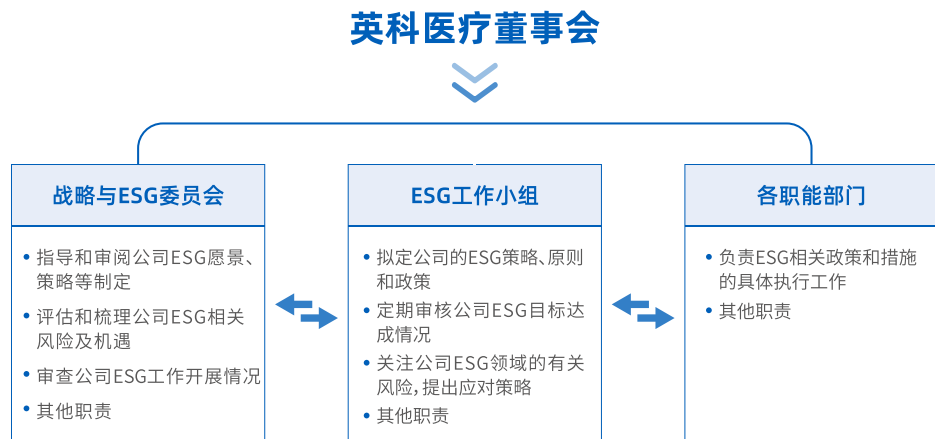 英科医疗董事会
战略与ESG委员会
• 指导和审阅公司ESG愿景、
策略等制定
• 评估和梳理公司ESG相关
风险及机遇
• 审查公司ESG工作开展情况
• 其他职责
ESG工作小组
• 拟定公司的ESG策略、原则
和政策
• 定期审核公司ESG目标达
成情况
• 关注公司ESG领域的有关
风险，提出应对策略
• 其他职责
各职能部门
• 负责ESG相关政策和措施
的具体执行工作
• 其他职责